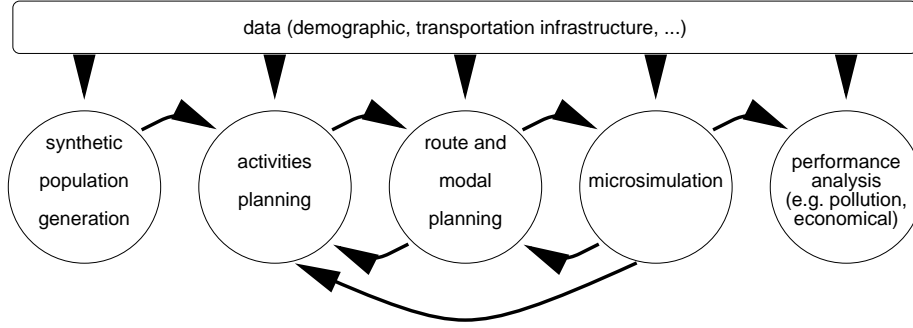 data (demographic, transportation infrastructure, ...)
synthetic
population
generation
activities
planning
route and
modal
planning
microsimulation
performance
analysis
(e.g. pollution,
economical)